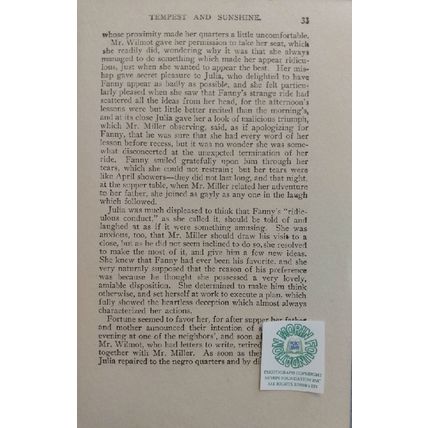 TEMPEST AND SUNSHINE. 33
whose proximity made her quarters a little uncomfortable.
Mr. Wilmot gave her permission to take her seat, which
she readily did, wondering why it was that she always
managed to do something which made her appear ridicu-
lous, just when she wanted to appear the best. Her mis-
hap gave secret pleasure to Julia, who delighted to have
Fanny appear as badly as possible, and she felt particu-
larly pleased when she saw that Fanny's strange ride had
scattered all the ideas from her head, for the afternoon's
lessons were but little better recited than the morning's,
and at its close Julia gave her a look of malicious triumph,
which Mr. Miller observing, said, as if apologizing for
Fanny, that he was sure that she had every word of her
lesson before recess, but it was no wonder she was some-
what disconcerted at the unexpected termination of her
ride. Fanny smiled gratefully upon him through her
tears, which she could not restrain; but her tears were
like April showers—they did not last long, and that night,
at the supper table, when Mr. Miller related her adventure
to her father, she joined as gayly as any one in the laugh
which followed.
Julia was much displeased to think that Fanny's "ridic-
ulous conduct," as she called it, should be told of and
laughed at as if it were something amusing. She was
anxious, too, that Mr. Miller should draw his visit to a
close, but as he did not seem inclined to do so, she resolved
to make the most of it, and give him a few new ideas.
She knew that Fanny had ever been his favorite, and she
very naturally supposed that the reason of his preference
was because he thought she possessed a very lovely,
amiable disposition. She determined to make him think
otherwise, and set herself at work to execute a plan, which
fully showed the heartless deception which almost always
characterized her actions.
Fortune seemed to favor her, for after supper her father
and mother announced their intention of
evening at one of the neighbors', and soon
Mr. Wilmot, who had letters to write, retired
together with Mr. Miller. As soon as
Julia repaired to the negro quarters and by
MORIN FOUNDATION
PHOTOGRAPH COPYRIGHT
MORIN FOUNDATION INC